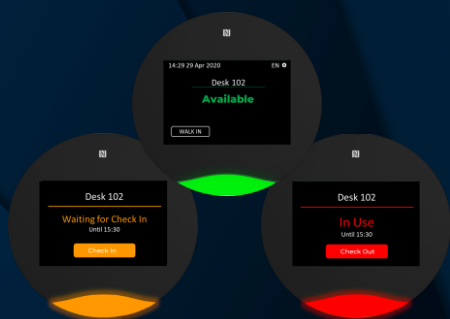 14:29 29 Apr 2020 EN
Desk 102
Available
WALK IN
Desk 102
Waiting for Check In
Until 15:30
Check In
Desk 102
In Use
Until 15:30
Check Out